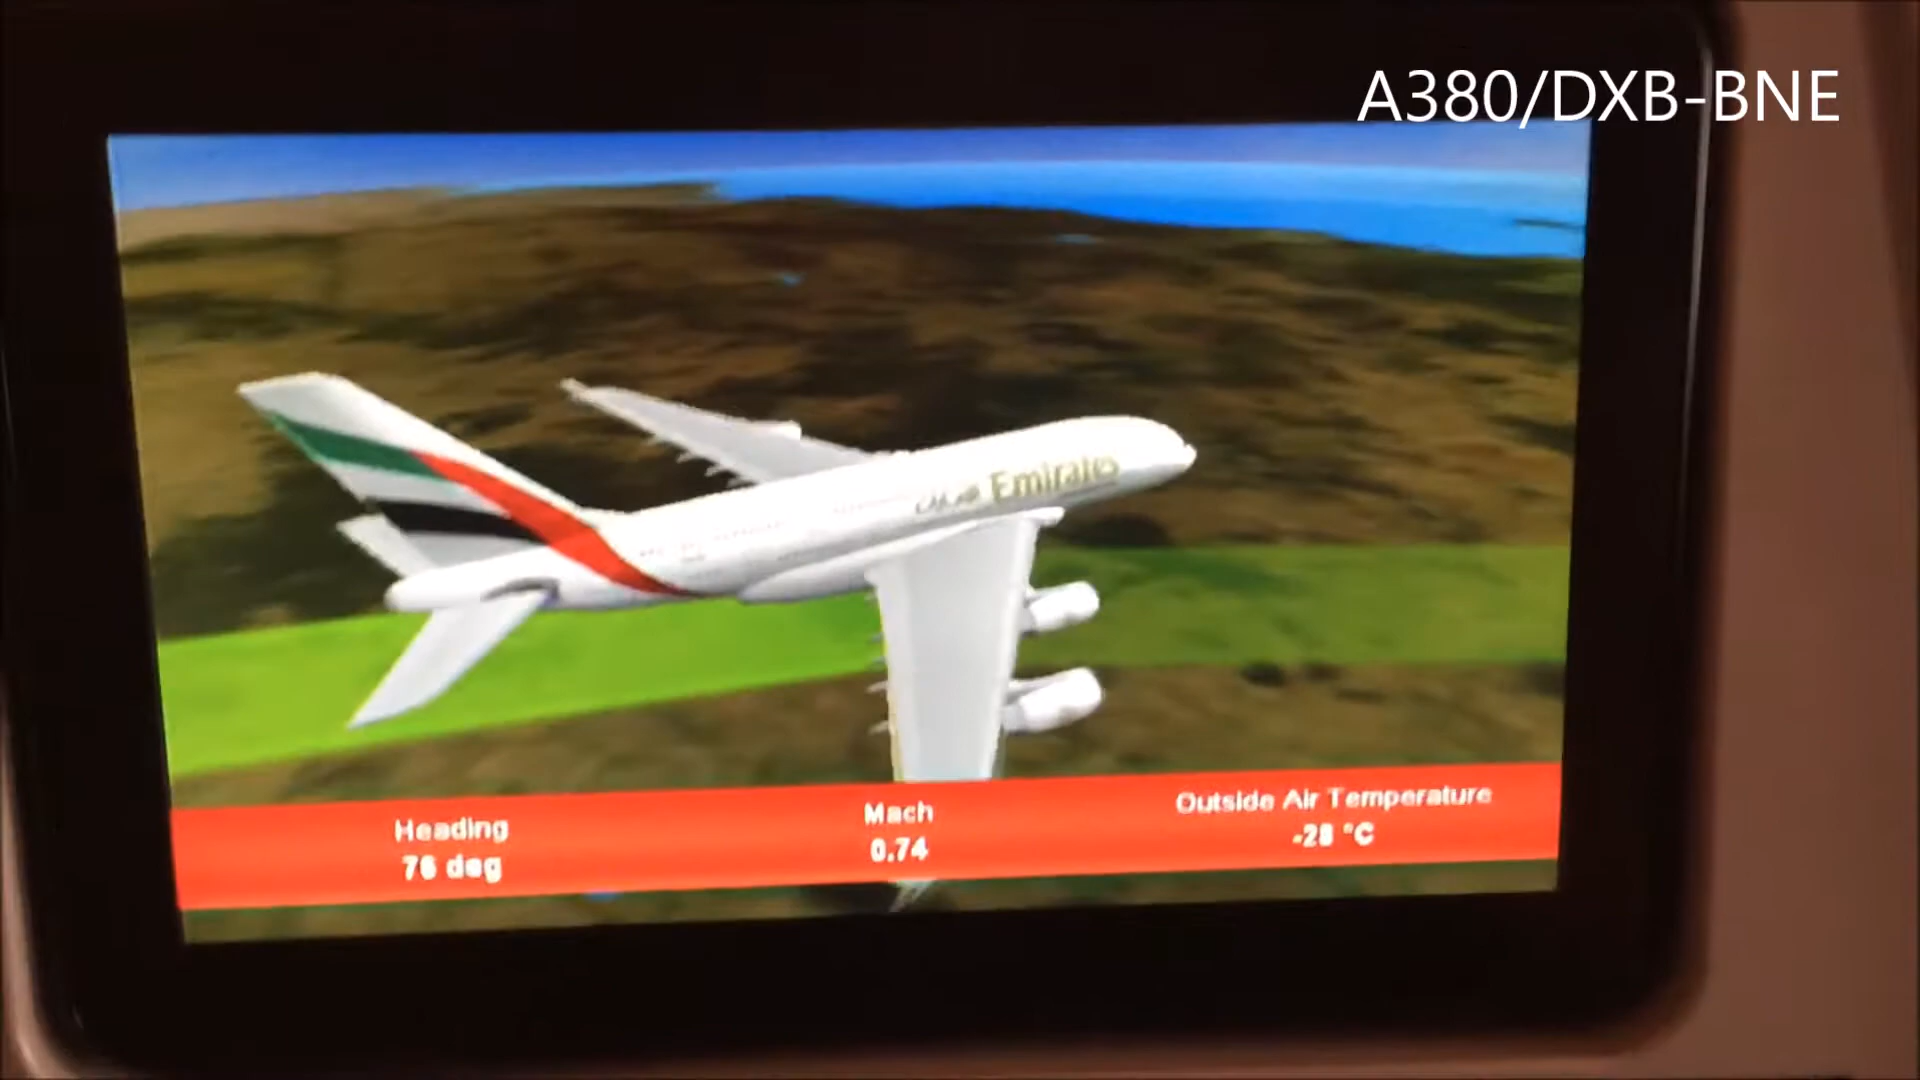 A380/DXB-BNE
Emirates
Heading
76 deg
Mach
0.74
Outside Air Temperature
-28 °C